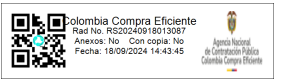 Colombia Compra Eficiente
Rad No. RS20240918013087
Anexos: No Con copia: No
Fecha: 18/09/2024 14:43:45
Agencia Nacional
de Contratación Pública
Colombia Compra Eficiente